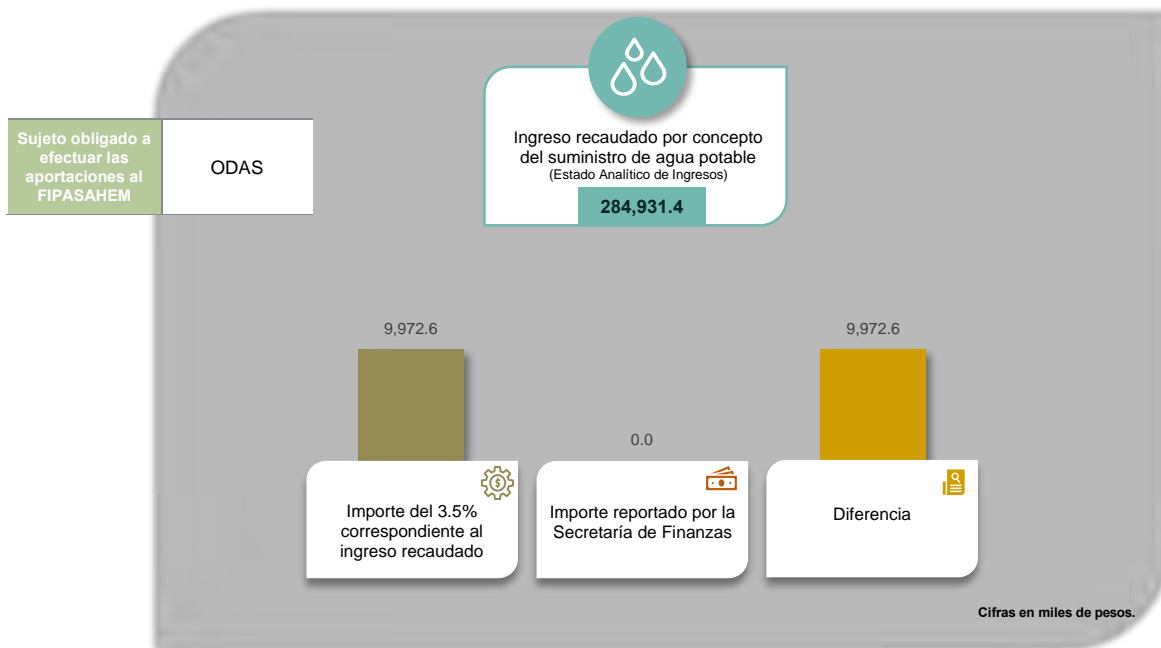 Ingreso recaudado por concepto
del suministro de agua potable
(Estado Analítico de Ingresos)
284,931.4
Sujeto obligado a
efectuar las
aportaciones al
FIPASAHEM
ODAS
9,972.6
0.0
9,972.6
Importe del 3.5%
correspondiente al
ingreso recaudado
Importe reportado por la
Secretaría de Finanzas
Diferencia
Cifras en miles de pesos.